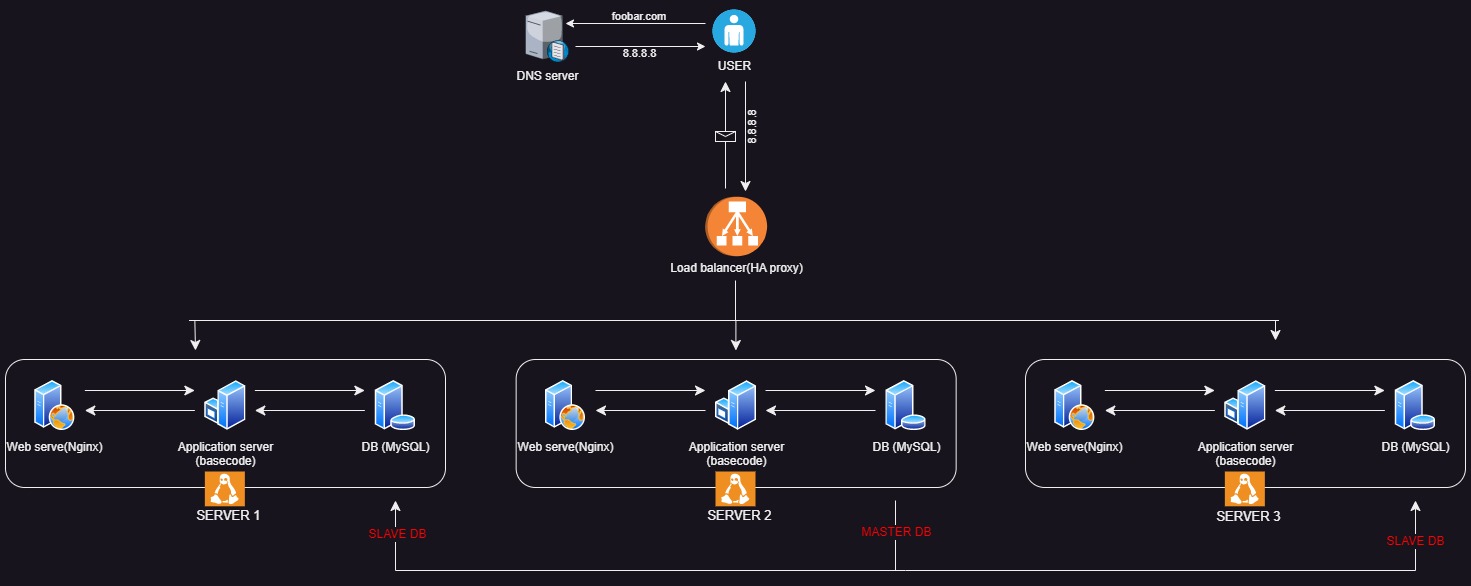 foobar.com
8.8.8.8
DNS server
USER
8.8.8.8
Load balancer(HA proxy)
Web serve(Nginx)
Application server
(basecode)
DB (MySQL)
SERVER 1
Web serve(Nginx)
Application server
(basecode)
DB (MySQL)
SERVER 2
Web serve(Nginx)
Application server
(basecode)
DB (MySQL)
SERVER 3
SLAVE DB
MASTER DB
SLAVE DB